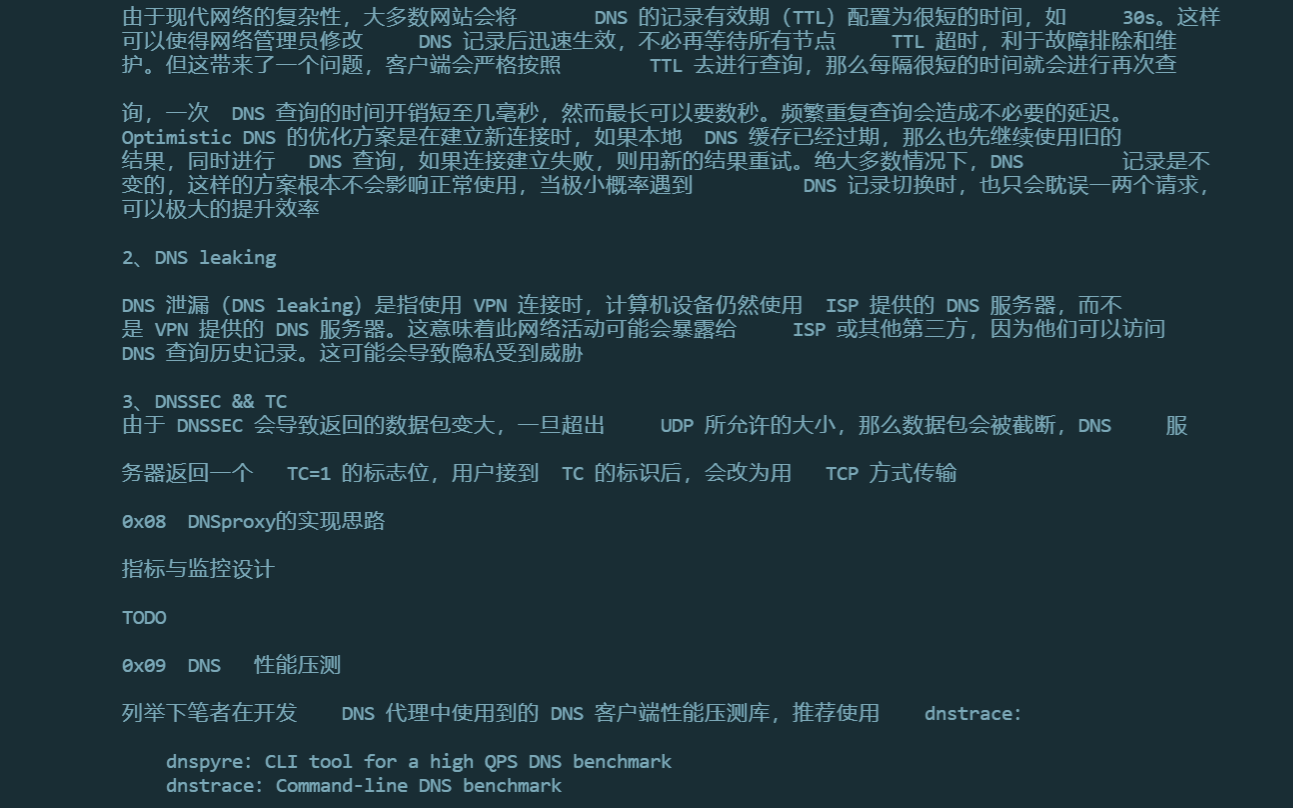 由于现代网络的复杂性，大多数网站会将 DNS 的记录有效期（TTL）配置为很短的时间，如 30s。这样
可以使得网络管理员修改 DNS 记录后迅速生效，不必再等待所有节点 TTL 超时，利于故障排除和维
护。但这带来了一个问题，客户端会严格按照 TTL 去进行查询，那么每隔很短的时间就会进行再次查
询，一次 DNS 查询的时间开销短至几毫秒，然而最长可以要数秒。频繁重复查询会造成不必要的延迟。
Optimistic DNS 的优化方案是在建立新连接时，如果本地 DNS 缓存已经过期，那么也先继续使用旧的
结果，同时进行 DNS 查询，如果连接建立失败，则用新的结果重试。绝大多数情况下，DNS 记录是不
变的，这样的方案根本不会影响正常使用，当极小概率遇到 DNS 记录切换时，也只会耽误一两个请求，
可以极大的提升效率
2、DNS leaking
DNS 泄漏（DNS leaking）是指使用 VPN 连接时，计算机设备仍然使用 ISP 提供的 DNS 服务器，而不
是 VPN 提供的 DNS 服务器。这意味着此网络活动可能会暴露给 ISP 或其他第三方，因为他们可以访问
DNS 查询历史记录。这可能会导致隐私受到威胁
3、DNSSEC && TC
由于 DNSSEC 会导致返回的数据包变大，一旦超出 UDP 所允许的大小，那么数据包会被截断，DNS 服
务器返回一个 TC=1 的标志位，用户接到 TC 的标识后，会改为用 TCP 方式传输
0x08 DNSproxy的实现思路
指标与监控设计
TODO
0x09 DNS 性能压测
列举下笔者在开发 DNS 代理中使用到的 DNS 客户端性能压测库，推荐使用 dnstrace：
dnspyre: CLI tool for a high QPS DNS benchmark
dnstrace: Command-line DNS benchmark